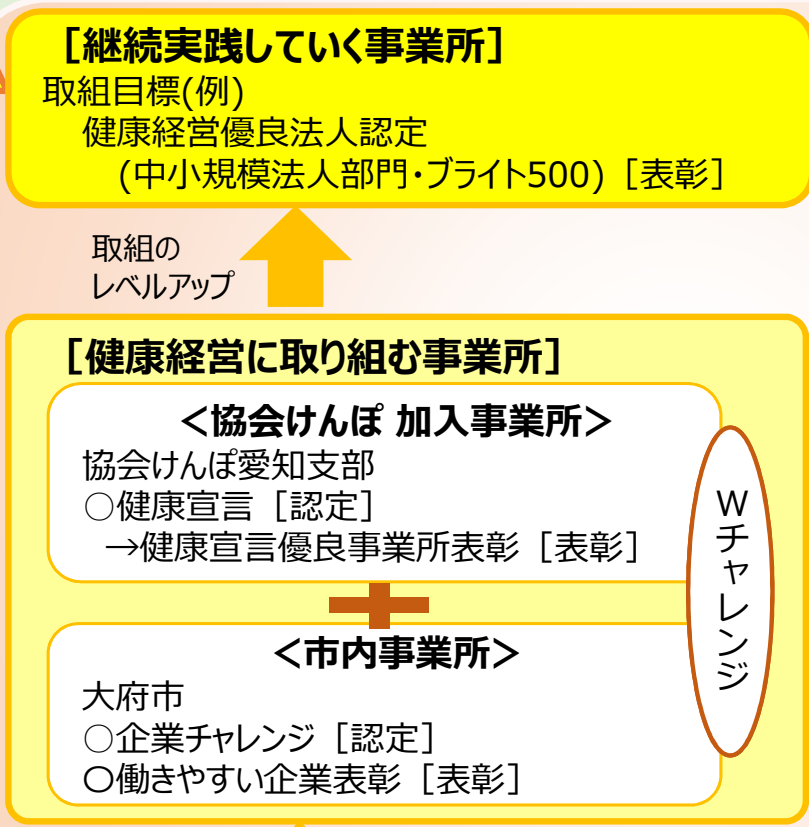 ［継続実践していく事業所］
取組目標(例)
健康経営優良法人認定
(中小規模法人部門・ブライト500)［表彰］
取組の
レベルアップ
［健康経営に取り組む事業所］
＜協会けんぽ 加入事業所＞
協会けんぽ愛知支部
○健康宣言［認定］
→健康宣言優良事業所表彰［表彰］
Wチャレンジ
＜市内事業所＞
大府市
○企業チャレンジ［認定］
〇働きやすい企業表彰［表彰］